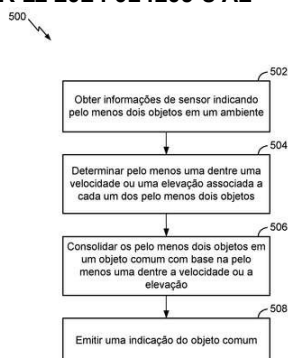 500
502
Obter informações de sensor indicando
pelo menos dois objetos em um ambiente
504
Determinar pelo menos uma dentre uma
velocidade ou uma elevação associada a
cada um dos pelo menos dois objetos
506
Consolidar os pelo menos dois objetos em
um objeto comum com base na pelo
menos uma dentre a velocidade ou a
elevação
508
Emitir uma indicação do objeto comum